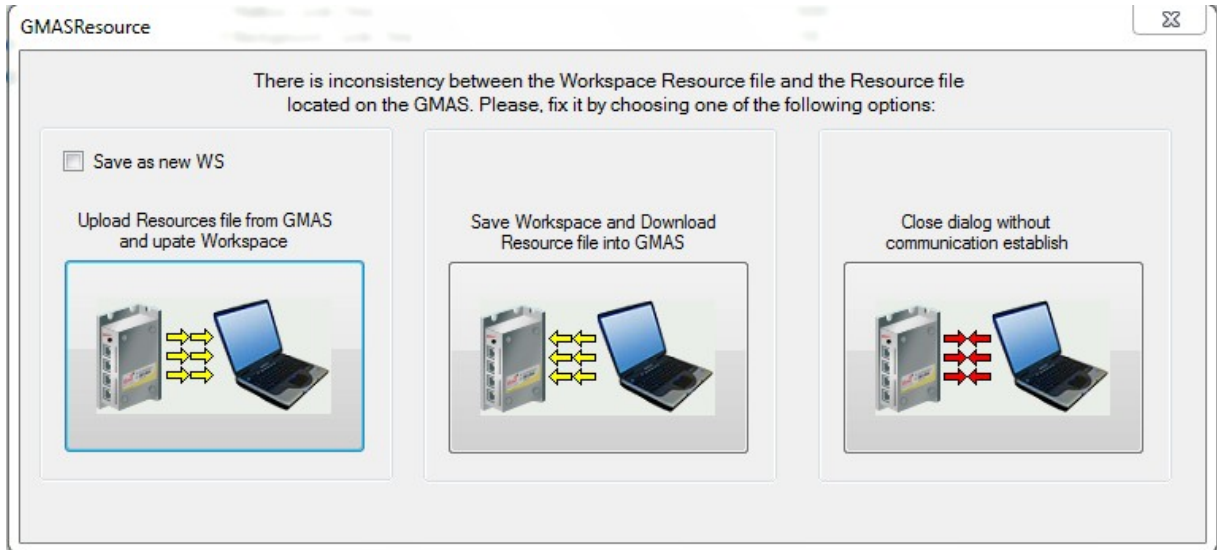 GMASResource
There is inconsistency between the Workspace Resource file and the Resource file
located on the GMAS. Please, fix it by choosing one of the following options:
Save as new WS
Upload Resources file from GMAS
and upate Workspace
Save Workspace and Download
Resource file into GMAS
Close dialog without
communication establish